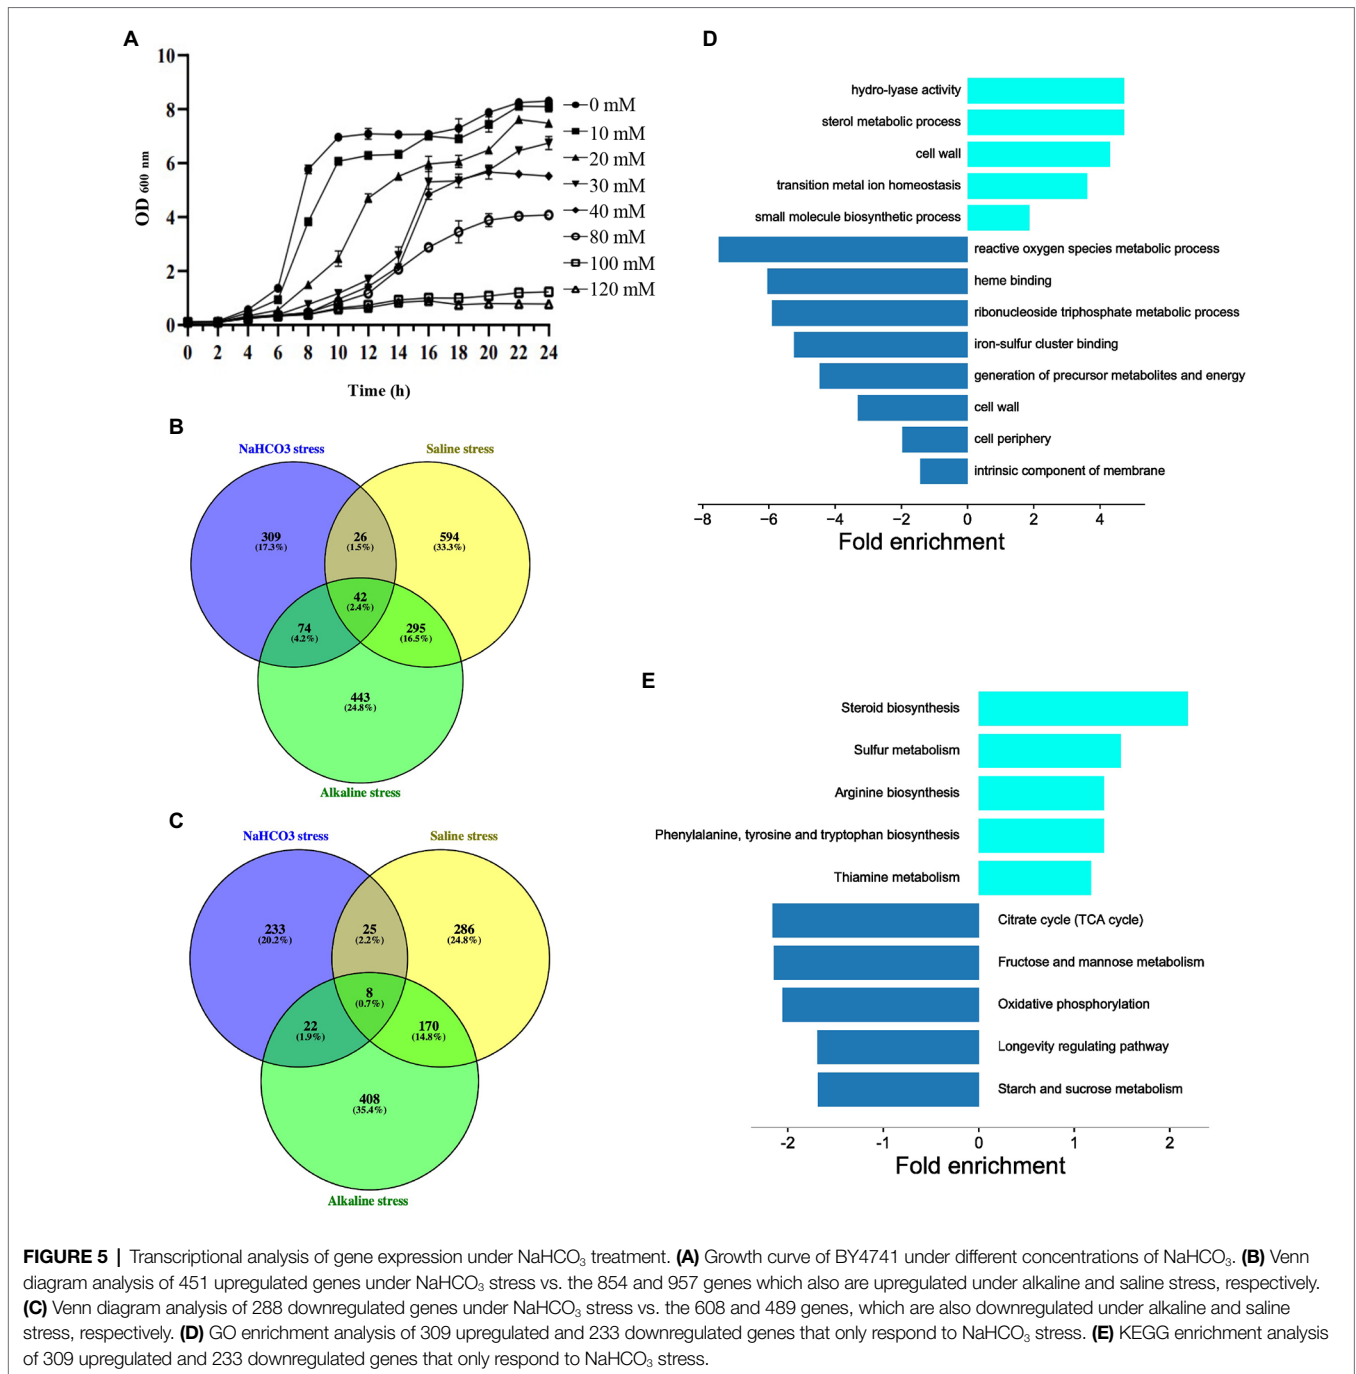 A
10
8
6
4
2
0
OD 600 nm
0 2 4 6 8 10 12 14 16 18 20 22 24
Time (h)
0 mM
10 mM
20 mM
30 mM
40 mM
80 mM
100 mM
120 mM
B
NaHCO3 stress
Saline stress
309
(17.3%)
26
(1.5%)
594
(33.3%)
42
(2.4%)
74
(4.2%)
295
(16.5%)
443
(24.8%)
Alkaline stress
C
NaHCO3 stress
Saline stress
233
(20.2%)
25
(2.2%)
286
(24.8%)
8
(0.7%)
22
(1.9%)
170
(14.8%)
408
(35.4%)
Alkaline stress
D
hydro-lyase activity
sterol metabolic process
cell wall
transition metal ion homeostasis
small molecule biosynthetic process
reactive oxygen species metabolic process
heme binding
ribonucleoside triphosphate metabolic process
iron-sulfur cluster binding
generation of precursor metabolites and energy
cell wall
cell periphery
intrinsic component of membrane
−8 −6 −4 −2 0 2 4
Fold enrichment
E
Steroid biosynthesis
Sulfur metabolism
Arginine biosynthesis
Phenylalanine, tyrosine and tryptophan biosynthesis
Thiamine metabolism
Citrate cycle (TCA cycle)
Fructose and mannose metabolism
Oxidative phosphorylation
Longevity regulating pathway
Starch and sucrose metabolism
-2 -1 0 1 2
Fold enrichment
FIGURE 5 | Transcriptional analysis of gene expression under NaHCO₃ treatment. (A) Growth curve of BY4741 under different concentrations of NaHCO₃. (B) Venn
diagram analysis of 451 upregulated genes under NaHCO₃ stress vs. the 854 and 957 genes which also are upregulated under alkaline and saline stress, respectively.
(C) Venn diagram analysis of 288 downregulated genes under NaHCO₃ stress vs. the 608 and 489 genes, which are also downregulated under alkaline and saline
stress, respectively. (D) GO enrichment analysis of 309 upregulated and 233 downregulated genes that only respond to NaHCO₃ stress. (E) KEGG enrichment analysis
of 309 upregulated and 233 downregulated genes that only respond to NaHCO₃ stress.